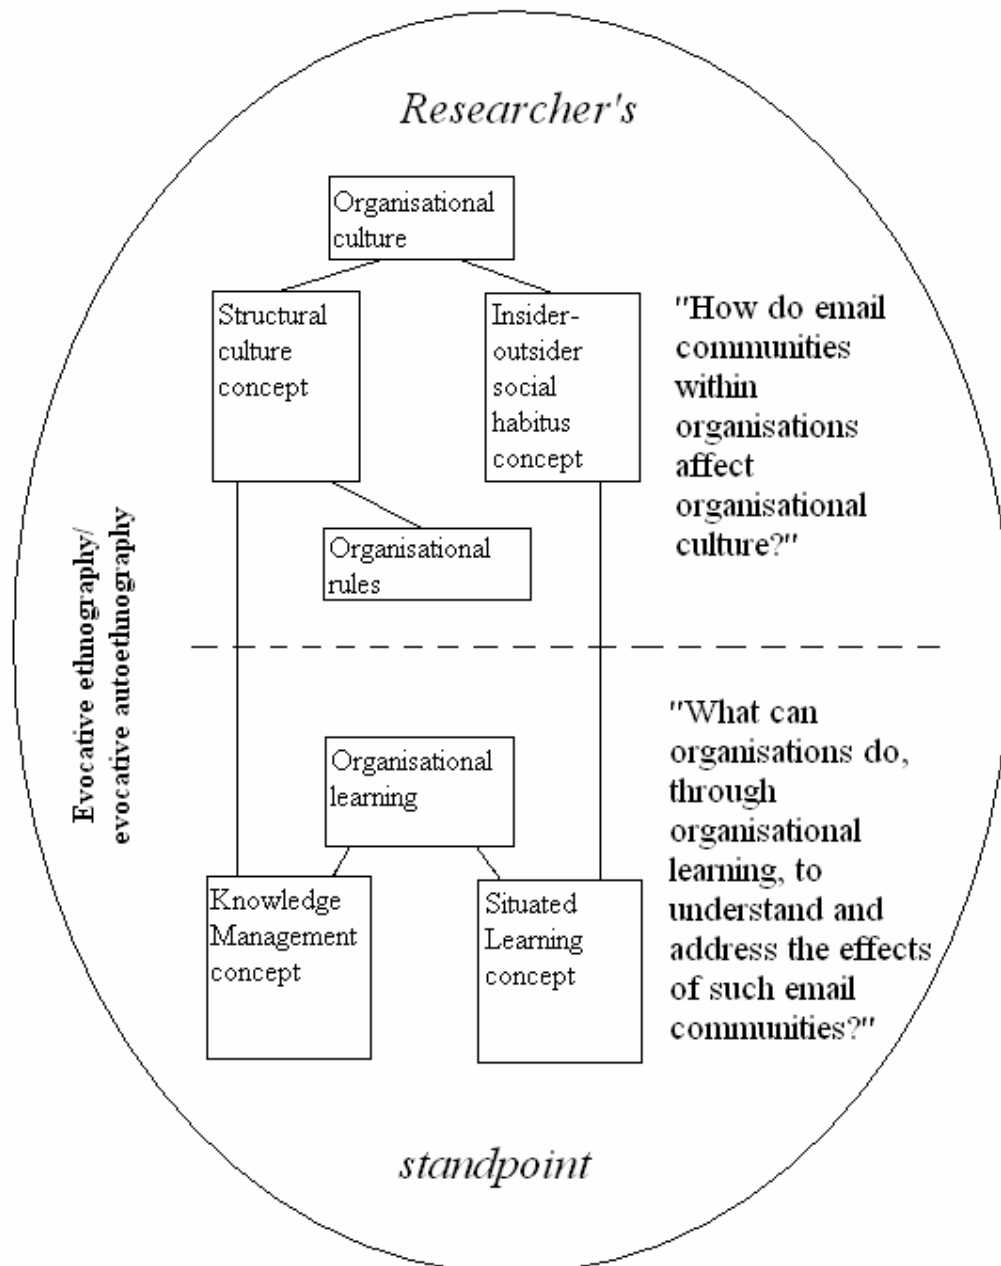 Researcher's
Organisational
culture
Structural
culture
concept
Insider-
outsider
social
habitus
concept
"How do email
communities
within
organisations
affect
organisational
culture?"
Organisational
rules
Evocative ethnography/
evocative autoethnography
Organisational
learning
Knowledge
Management
concept
Situated
Learning
concept
"What can
organisations do,
through
organisational
learning, to
understand and
address the effects
of such email
communities?"
standpoint